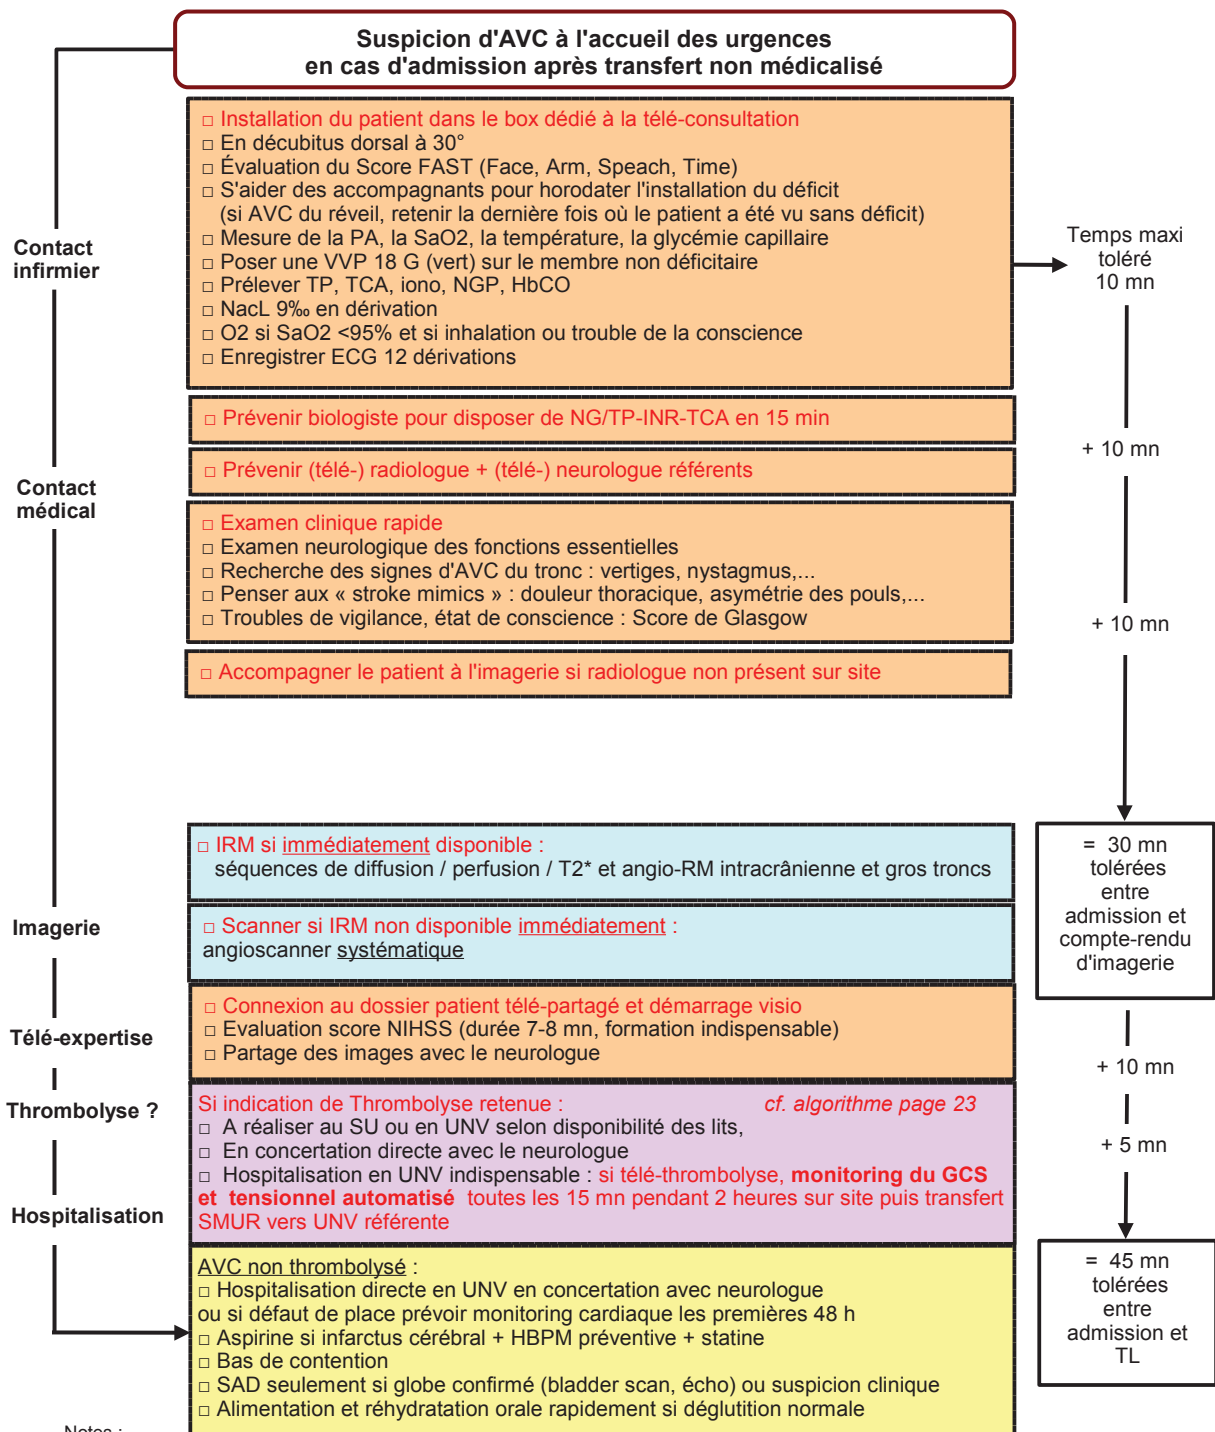 Suspicion d'AVC à l'accueil des urgences
en cas d'admission après transfert non médicalisé
□ Installation du patient dans le box dédié à la télé-consultation
□ En décubitus dorsal à 30°
□ Évaluation du Score FAST (Face, Arm, Speach, Time)
□ S'aider des accompagnants pour horodater l'installation du déficit
(si AVC du réveil, retenir la dernière fois où le patient a été vu sans déficit)
□ Mesure de la PA, la SaO2, la température, la glycémie capillaire
□ Poser une VVP 18 G (vert) sur le membre non déficitaire
□ Prélever TP, TCA, iono, NGP, HbCO
□ NacL 9‰ en dérivation
□ O2 si SaO2 <95% et si inhalation ou trouble de la conscience
□ Enregistrer ECG 12 dérivations
Contact
infirmier
Temps maxi
toléré
10 mn
□ Prévenir biologiste pour disposer de NG/TP-INR-TCA en 15 min
+ 10 mn
□ Prévenir (télé-) radiologue + (télé-) neurologue référents
Contact
médical
□ Examen clinique rapide
□ Examen neurologique des fonctions essentielles
□ Recherche des signes d'AVC du tronc : vertiges, nystagmus,...
□ Penser aux « stroke mimics » : douleur thoracique, asymétrie des pouls,...
□ Troubles de vigilance, état de conscience : Score de Glasgow
+ 10 mn
□ Accompagner le patient à l'imagerie si radiologue non présent sur site
□ IRM si immédiatement disponible :
séquences de diffusion / perfusion / T2* et angio-RM intracrânienne et gros troncs
Imagerie
□ Scanner si IRM non disponible immédiatement :
angioscanner systématique
= 30 mn
tolérées
entre
admission et
compte-rendu
d'imagerie
Télé-expertise
□ Connexion au dossier patient télé-partagé et démarrage visio
□ Evaluation score NIHSS (durée 7-8 mn, formation indispensable)
□ Partage des images avec le neurologue
+ 10 mn
Thrombolyse ?
Si indication de Thrombolyse retenue : cf. algorithme page 23
□ A réaliser au SU ou en UNV selon disponibilité des lits,
□ En concertation directe avec le neurologue
□ Hospitalisation en UNV indispensable : si télé-thrombolyse, monitoring du GCS
et tensionnel automatisé toutes les 15 mn pendant 2 heures sur site puis transfert
SMUR vers UNV référente
+ 5 mn
Hospitalisation
AVC non thrombolysé :
□ Hospitalisation directe en UNV en concertation avec neurologue
ou si défaut de place prévoir monitoring cardiaque les premières 48 h
□ Aspirine si infarctus cérébral + HBPM préventive + statine
□ Bas de contention
□ SAD seulement si globe confirmé (bladder scan, écho) ou suspicion clinique
□ Alimentation et réhydratation orale rapidement si déglutition normale
= 45 mn
tolérées
entre
admission et
TL
Notes :